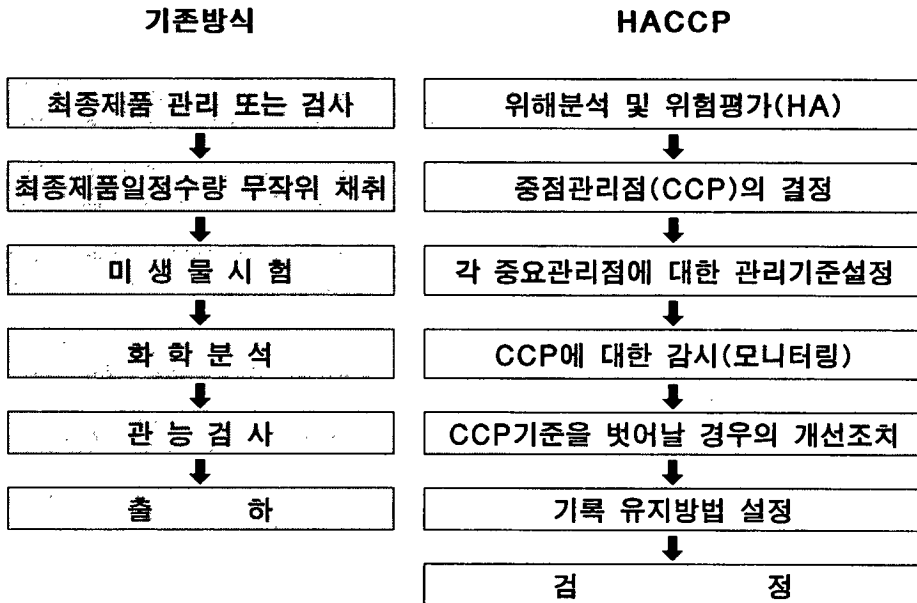 기존방식
최종제품 관리 또는 검사
최종제품일정수량 무작위 채취
미 생 물 시 험
화 학 분 석
관 능 검 사
출 하
HACCP
위해분석 및 위험평가(HA)
중점관리점(CCP)의 결정
각 중요관리점에 대한 관리기준설정
CCP에 대한 감시(모니터링)
CCP기준을 벗어날 경우의 개선조치
기록 유지방법 설정
검 정